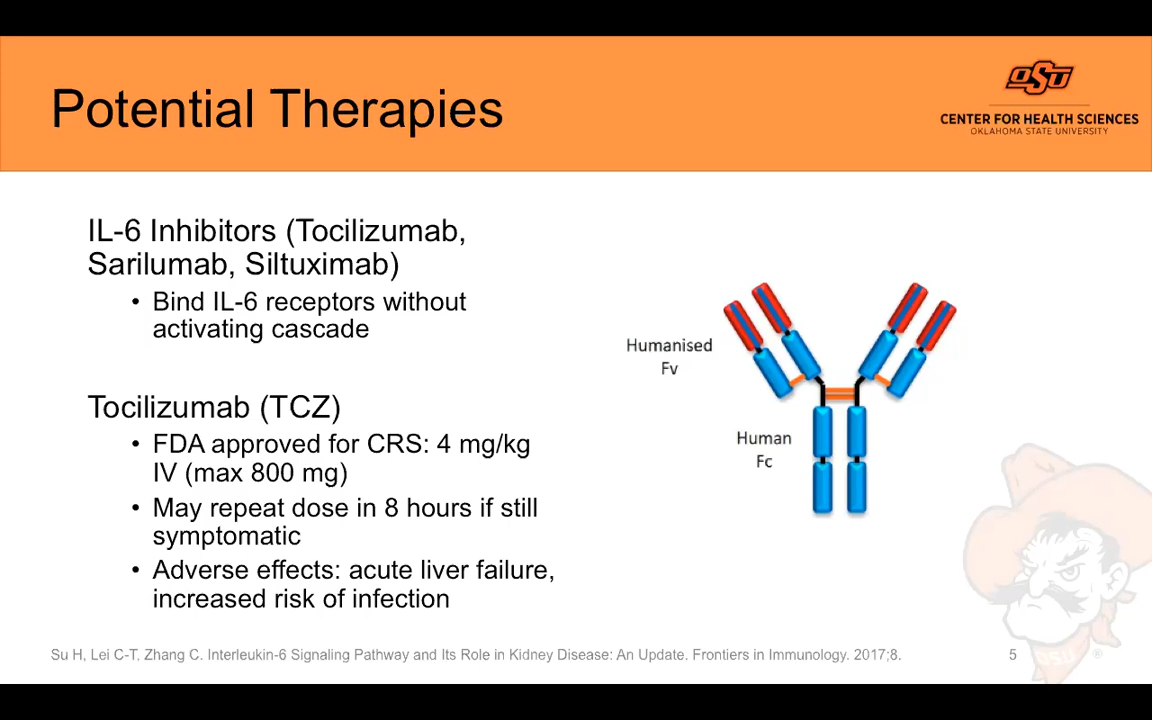 Potential Therapies
OSU
CENTER FOR HEALTH SCIENCES
OKLAHOMA STATE UNIVERSITY
IL-6 Inhibitors (Tocilizumab,
Sarilumab, Siltuximab)
• Bind IL-6 receptors without
activating cascade
Tocilizumab (TCZ)
• FDA approved for CRS: 4 mg/kg
IV (max 800 mg)
• May repeat dose in 8 hours if still
symptomatic
• Adverse effects: acute liver failure,
increased risk of infection
Humanised
Fv
Human
Fc
OSU
®
Su H, Lei C-T, Zhang C. Interleukin-6 Signaling Pathway and Its Role in Kidney Disease: An Update. Frontiers in Immunology. 2017;8.
5